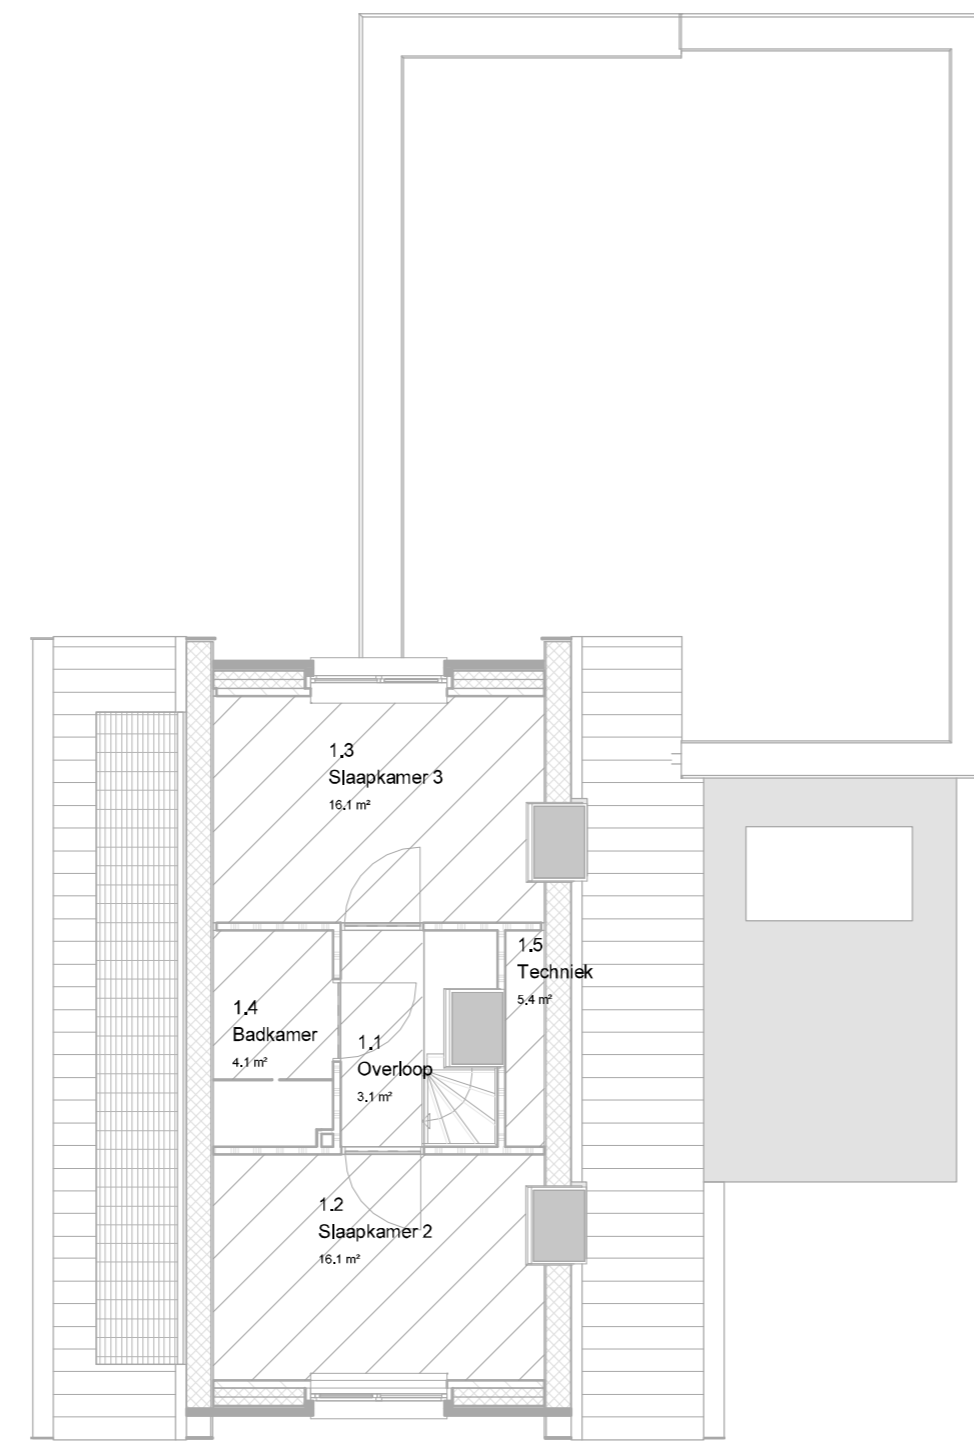 1.3
Slaapkamer 3
16.1 m²
1.5
Techniek
5.4 m²
1.4
Badkamer
4.1 m²
1.1
Overloop
3.1 m²
1.2
Slaapkamer 2
16.1 m²